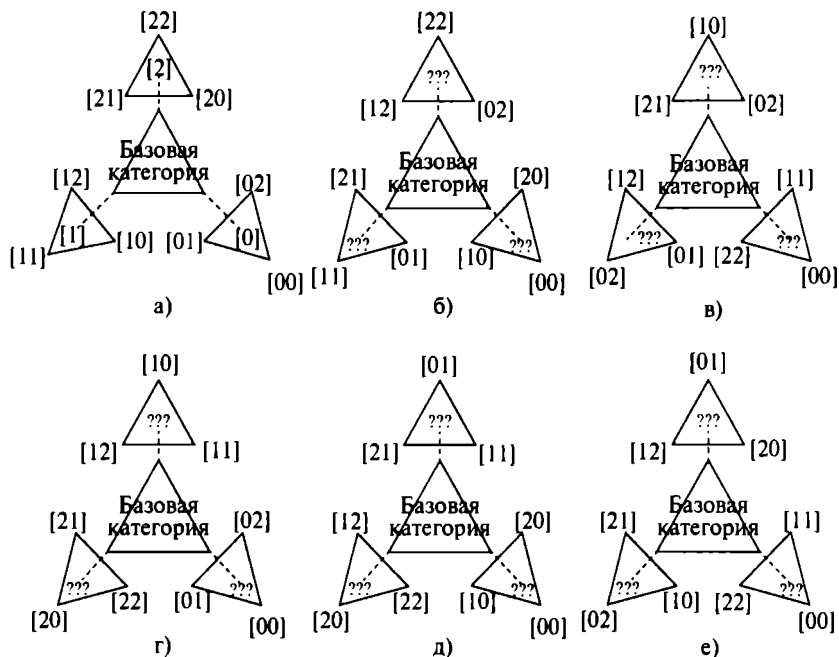 [22]
[2]
[21] [20]
Базовая
категория
[12] [02]
[1] [10] [01] [0]
[11] [00]
а)
[22]
???
[12] [02]
Базовая
категория
[21] [20]
??? [01] [10] ???
[11] [00]
б)
[10]
???
[21] [02]
Базовая
категория
[12] [11]
??? [01] [22] ???
[02] [00]
в)
[10]
???
[12] [11]
Базовая
категория
[21] [02]
??? [22] [01] ???
[20] [00]
г)
[01]
???
[21] [11]
Базовая
категория
[12] [20]
??? [22] [10] ???
[02] [00]
д)
[01]
???
[12] [20]
Базовая
категория
[21] [11]
??? [10] [22] ???
[02] [00]
е)